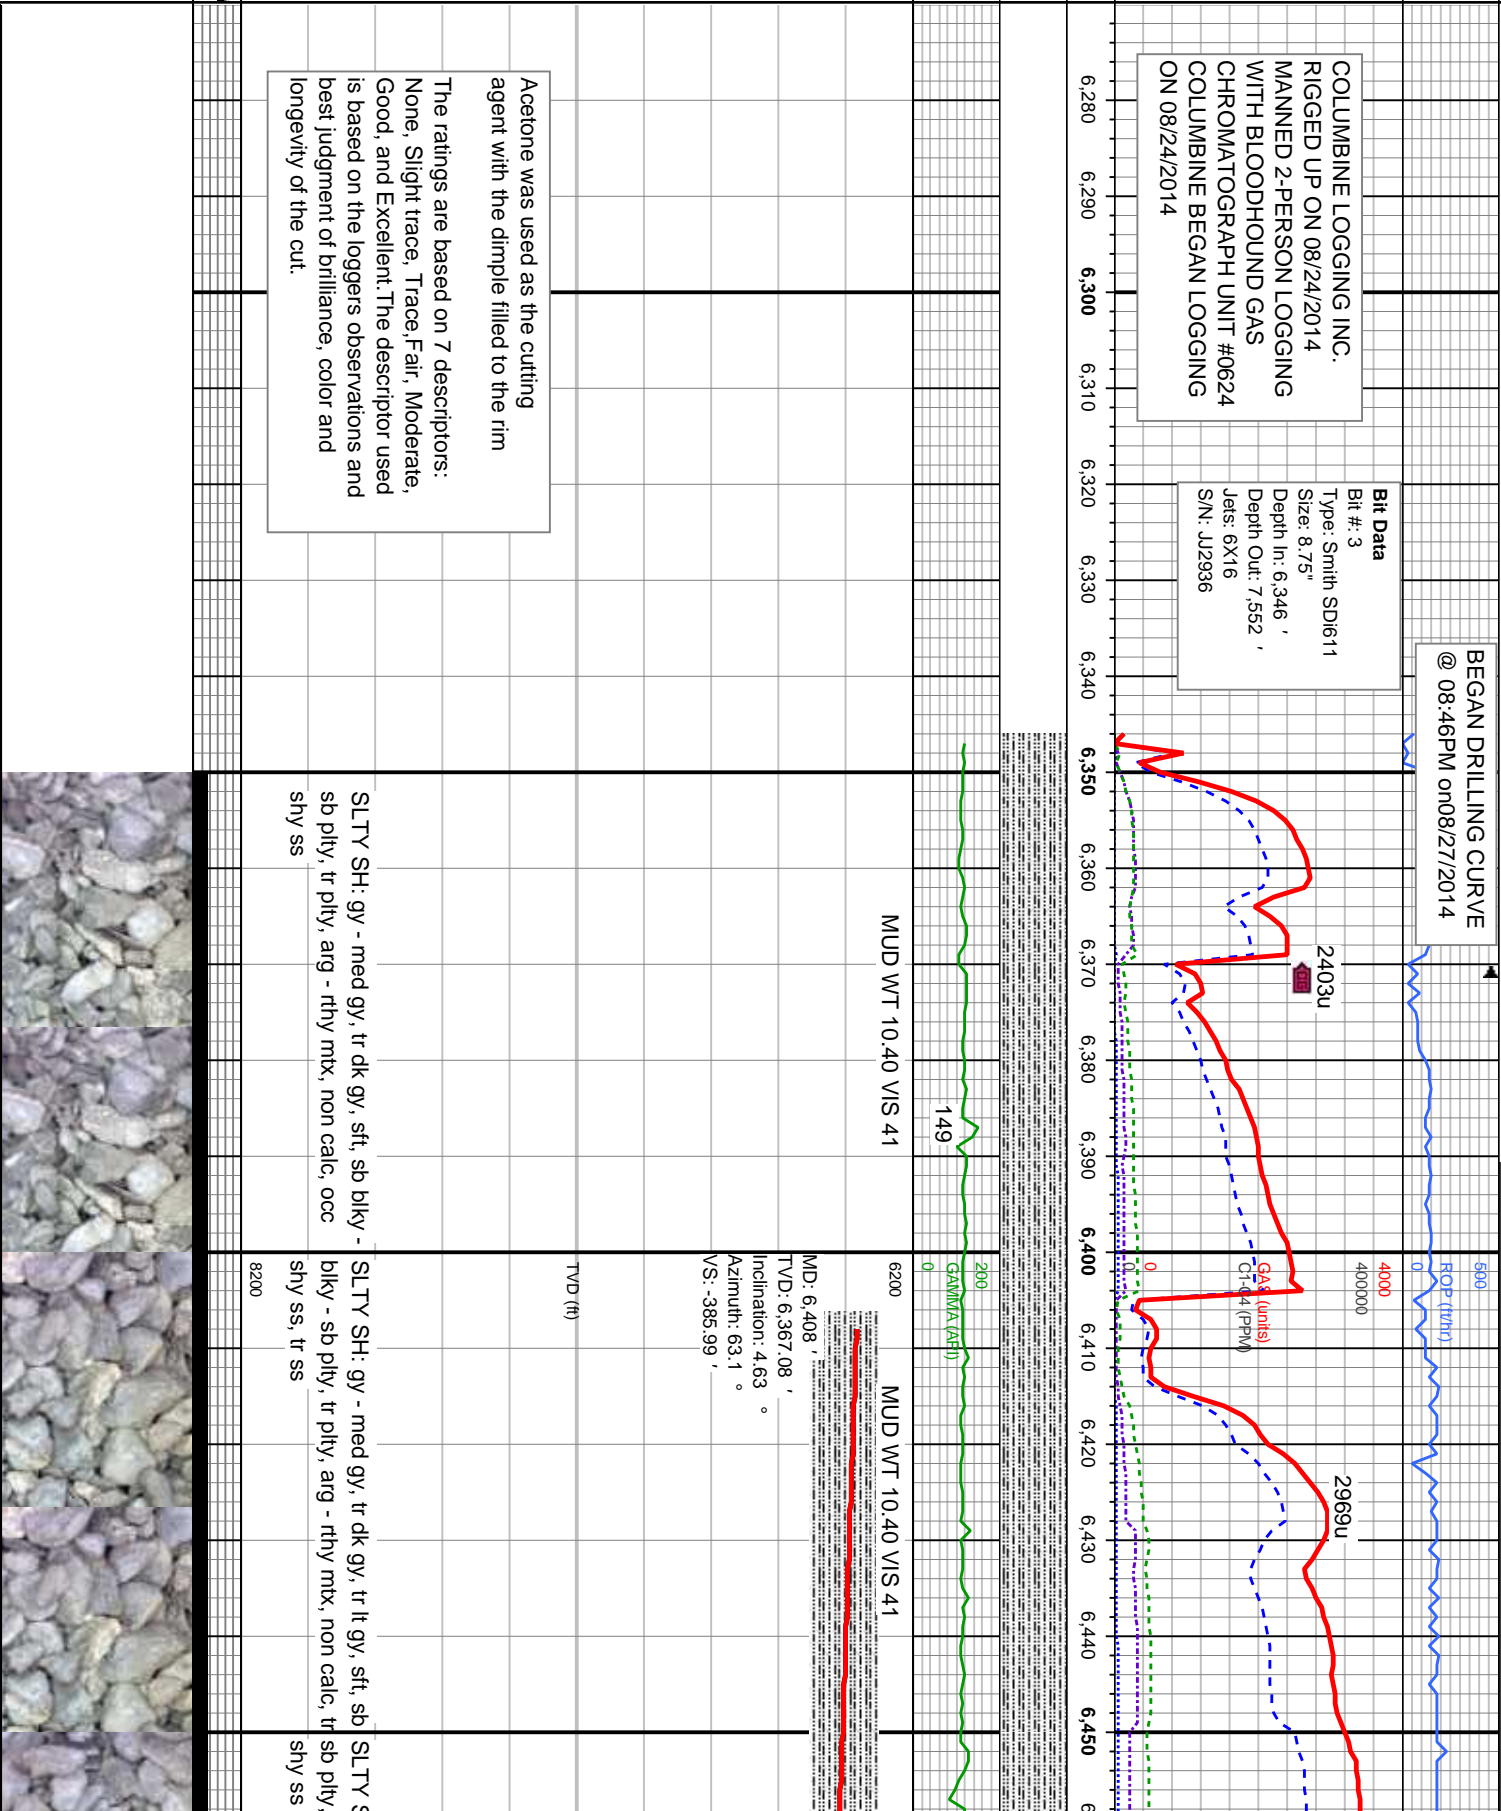 BEGAN DRILLING CURVE
@ 08:46PM on08/27/2014
COLUMBINE LOGGING INC.
RIGGED UP ON 08/24/2014
MANNED 2-PERSON LOGGING
WITH BLOODHOUND GAS
CHROMATOGRAPH UNIT #0624
COLUMBINE BEGAN LOGGING
ON 08/24/2014
Bit Data
Bit #: 3
Type: Smith SDi611
Size: 8.75"
Depth In: 6,346 '
Depth Out: 7,552 '
Jets: 6X16
S/N: JJ2936
500
ROP (ft/hr)
0
4000
GAS (units)
0
400000
C1-C4 (PPM)
0
2403u
2969u
6,280
6,290
6,300
6,310
6,320
6,330
6,340
6,350
6,360
6,370
6,380
6,390
6,400
6,410
6,420
6,430
6,440
6,450
200
GAMMA (API)
0
149
MUD WT 10.40 VIS 41
MUD WT 10.40 VIS 41
6200
TVD (ft)
8200
MD: 6,408 '
TVD: 6,367.08 '
Inclination: 4.63 °
Azimuth: 63.1 °
VS: -385.99 '
Acetone was used as the cutting
agent with the dimple filled to the rim
The ratings are based on 7 descriptors:
None, Slight trace, Trace,Fair, Moderate,
Good, and Excellent.The descriptor used
is based on the loggers observations and
best judgment of brilliance, color and
longevity of the cut.
SLTY SH: gy - med gy, tr dk gy, sft, sb blky -
sb plty, tr plty, arg - rthy mtx, non calc, occ
shy ss
SLTY SH: gy - med gy, tr dk gy, tr lt gy, sft, sb
blky - sb plty, tr plty, arg - rthy mtx, non calc, tr
shy ss, tr ss
SLTY
sb plty,
shy ss